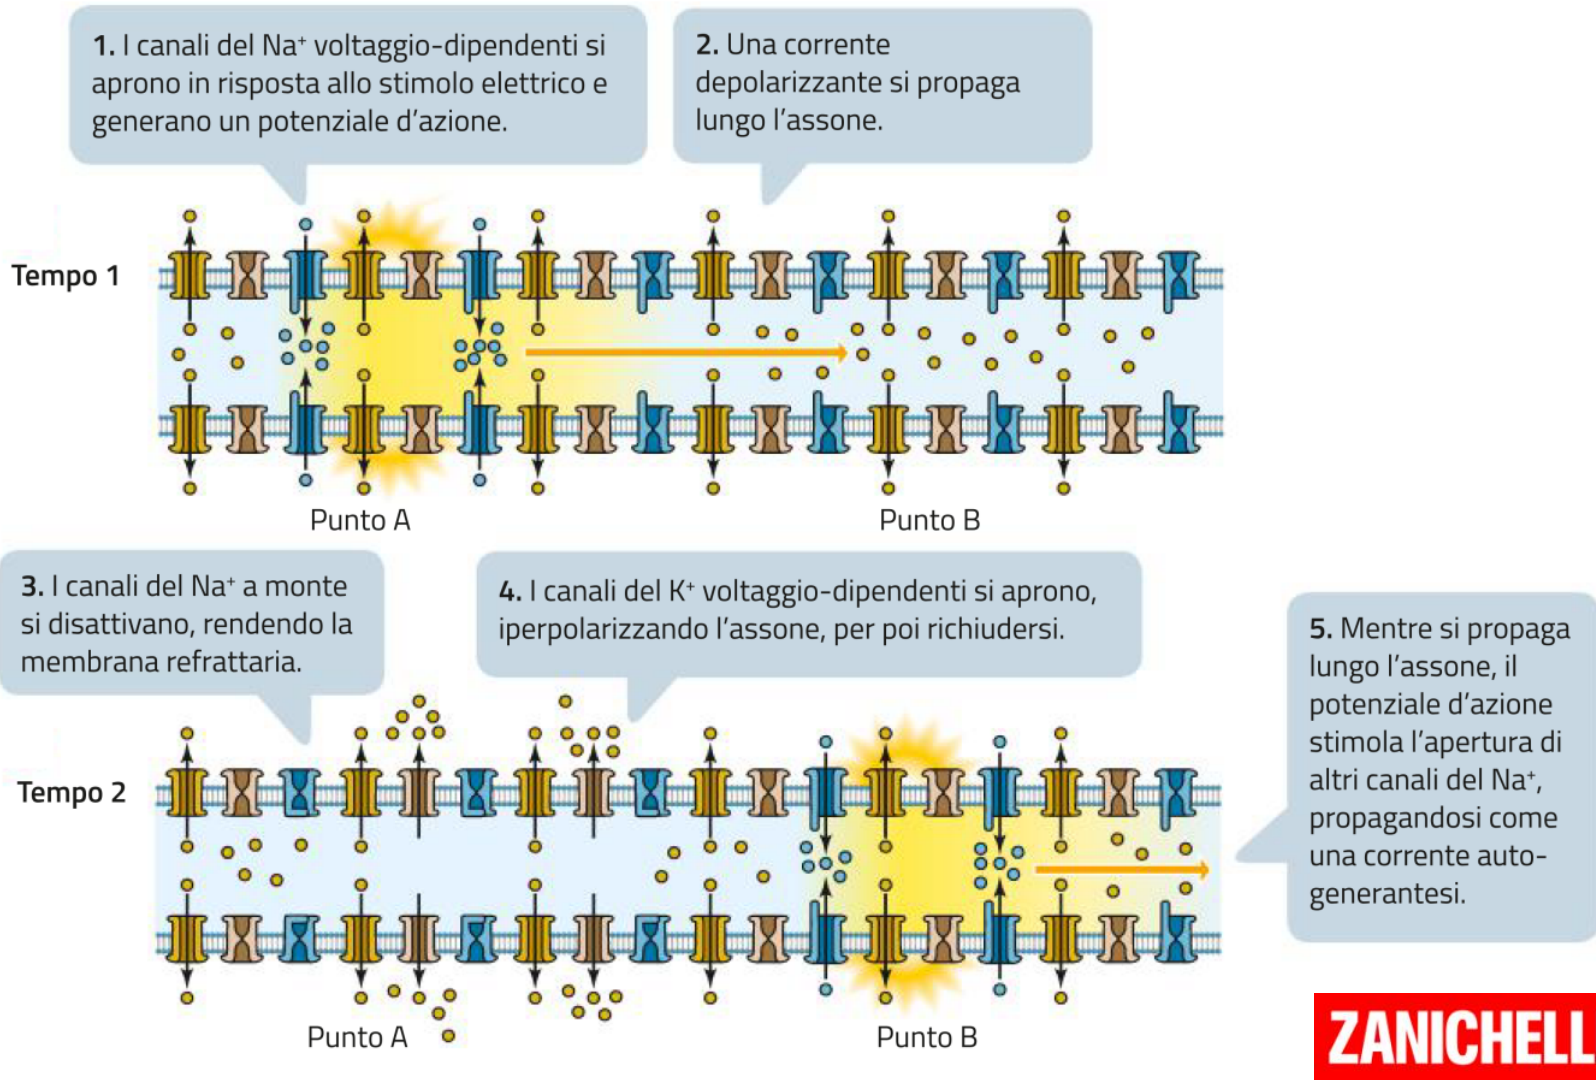 1. I canali del Na⁺ voltaggio-dipendenti si
aprono in risposta allo stimolo elettrico e
generano un potenziale d'azione.
2. Una corrente
depolarizzante si propaga
lungo l'assone.
Tempo 1
Punto A
Punto B
3. I canali del Na⁺ a monte
si disattivano, rendendo la
membrana refrattaria.
4. I canali del K⁺ voltaggio-dipendenti si aprono,
iperpolarizzando l'assone, per poi richiudersi.
5. Mentre si propaga
lungo l'assone, il
potenziale d'azione
stimola l'apertura di
altri canali del Na⁺,
propagandosi come
una corrente auto-
generantesi.
Tempo 2
Punto A
Punto B
ZANICHELL